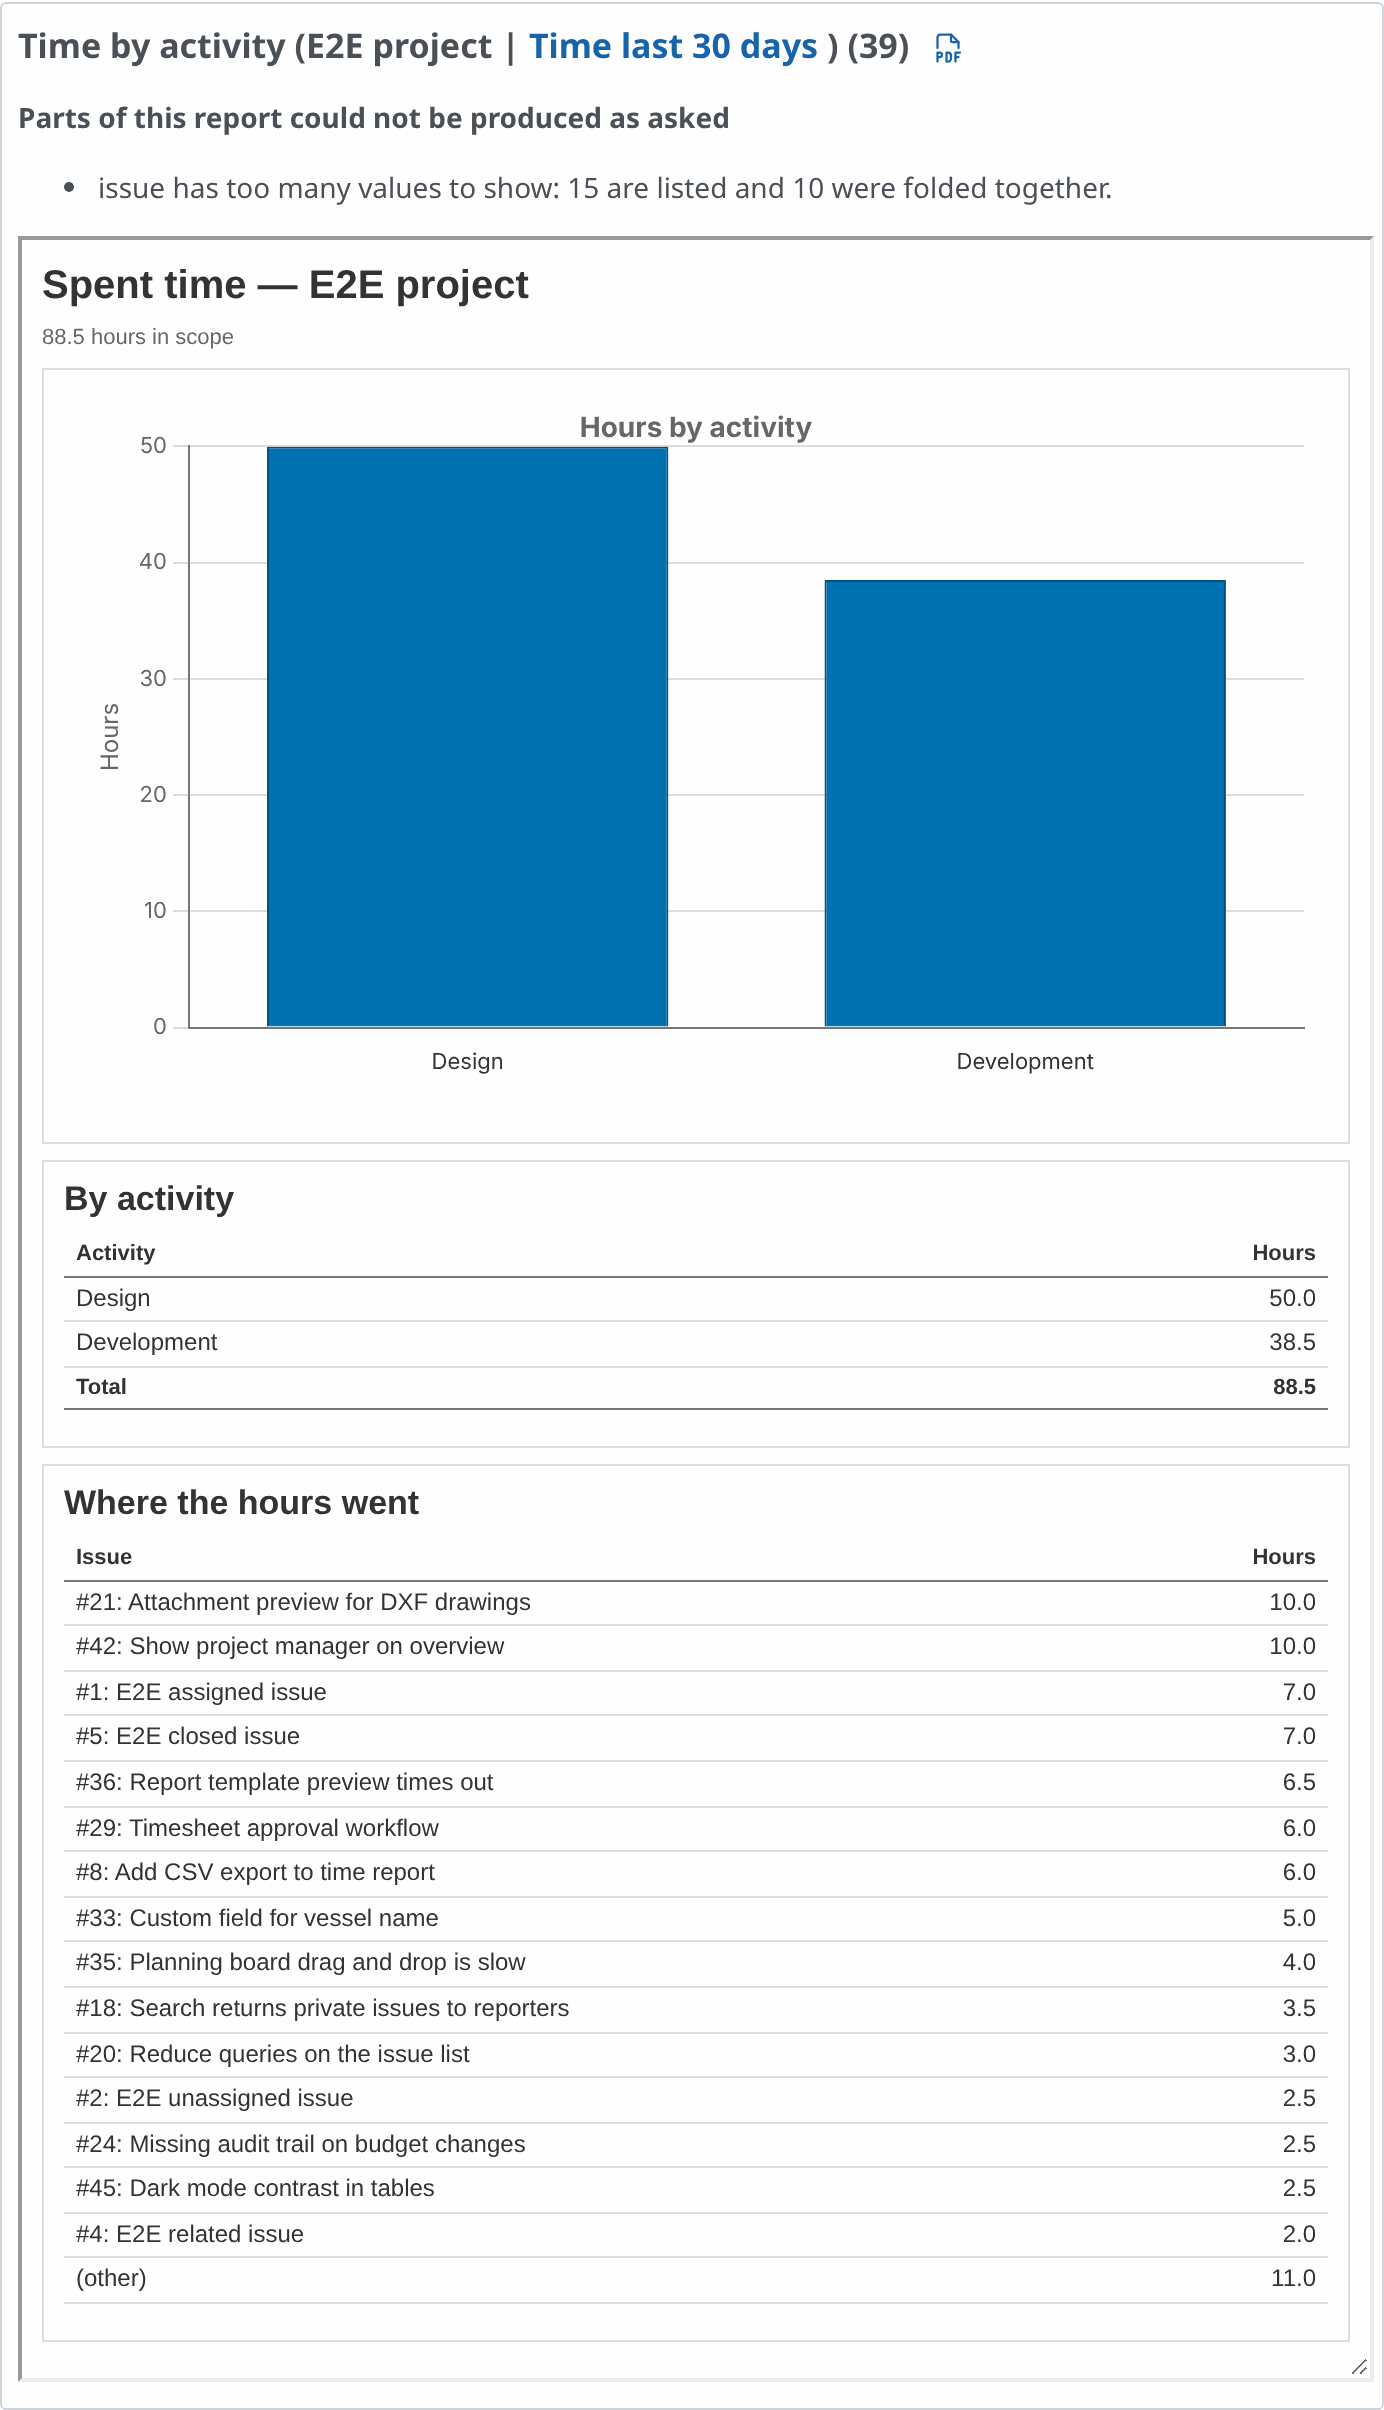 Time by activity (E2E project | Time last 30 days ) (39) PDF
Parts of this report could not be produced as asked
• issue has too many values to show: 15 are listed and 10 were folded together.
Spent time — E2E project
88.5 hours in scope
Hours by activity
50
40
30
20
10
0
Hours
Design Development
By activity
Activity Hours
Design 50.0
Development 38.5
Total 88.5
Where the hours went
Issue Hours
#21: Attachment preview for DXF drawings 10.0
#42: Show project manager on overview 10.0
#1: E2E assigned issue 7.0
#5: E2E closed issue 7.0
#36: Report template preview times out 6.5
#29: Timesheet approval workflow 6.0
#8: Add CSV export to time report 6.0
#33: Custom field for vessel name 5.0
#35: Planning board drag and drop is slow 4.0
#18: Search returns private issues to reporters 3.5
#20: Reduce queries on the issue list 3.0
#2: E2E unassigned issue 2.5
#24: Missing audit trail on budget changes 2.5
#45: Dark mode contrast in tables 2.5
#4: E2E related issue 2.0
(other) 11.0